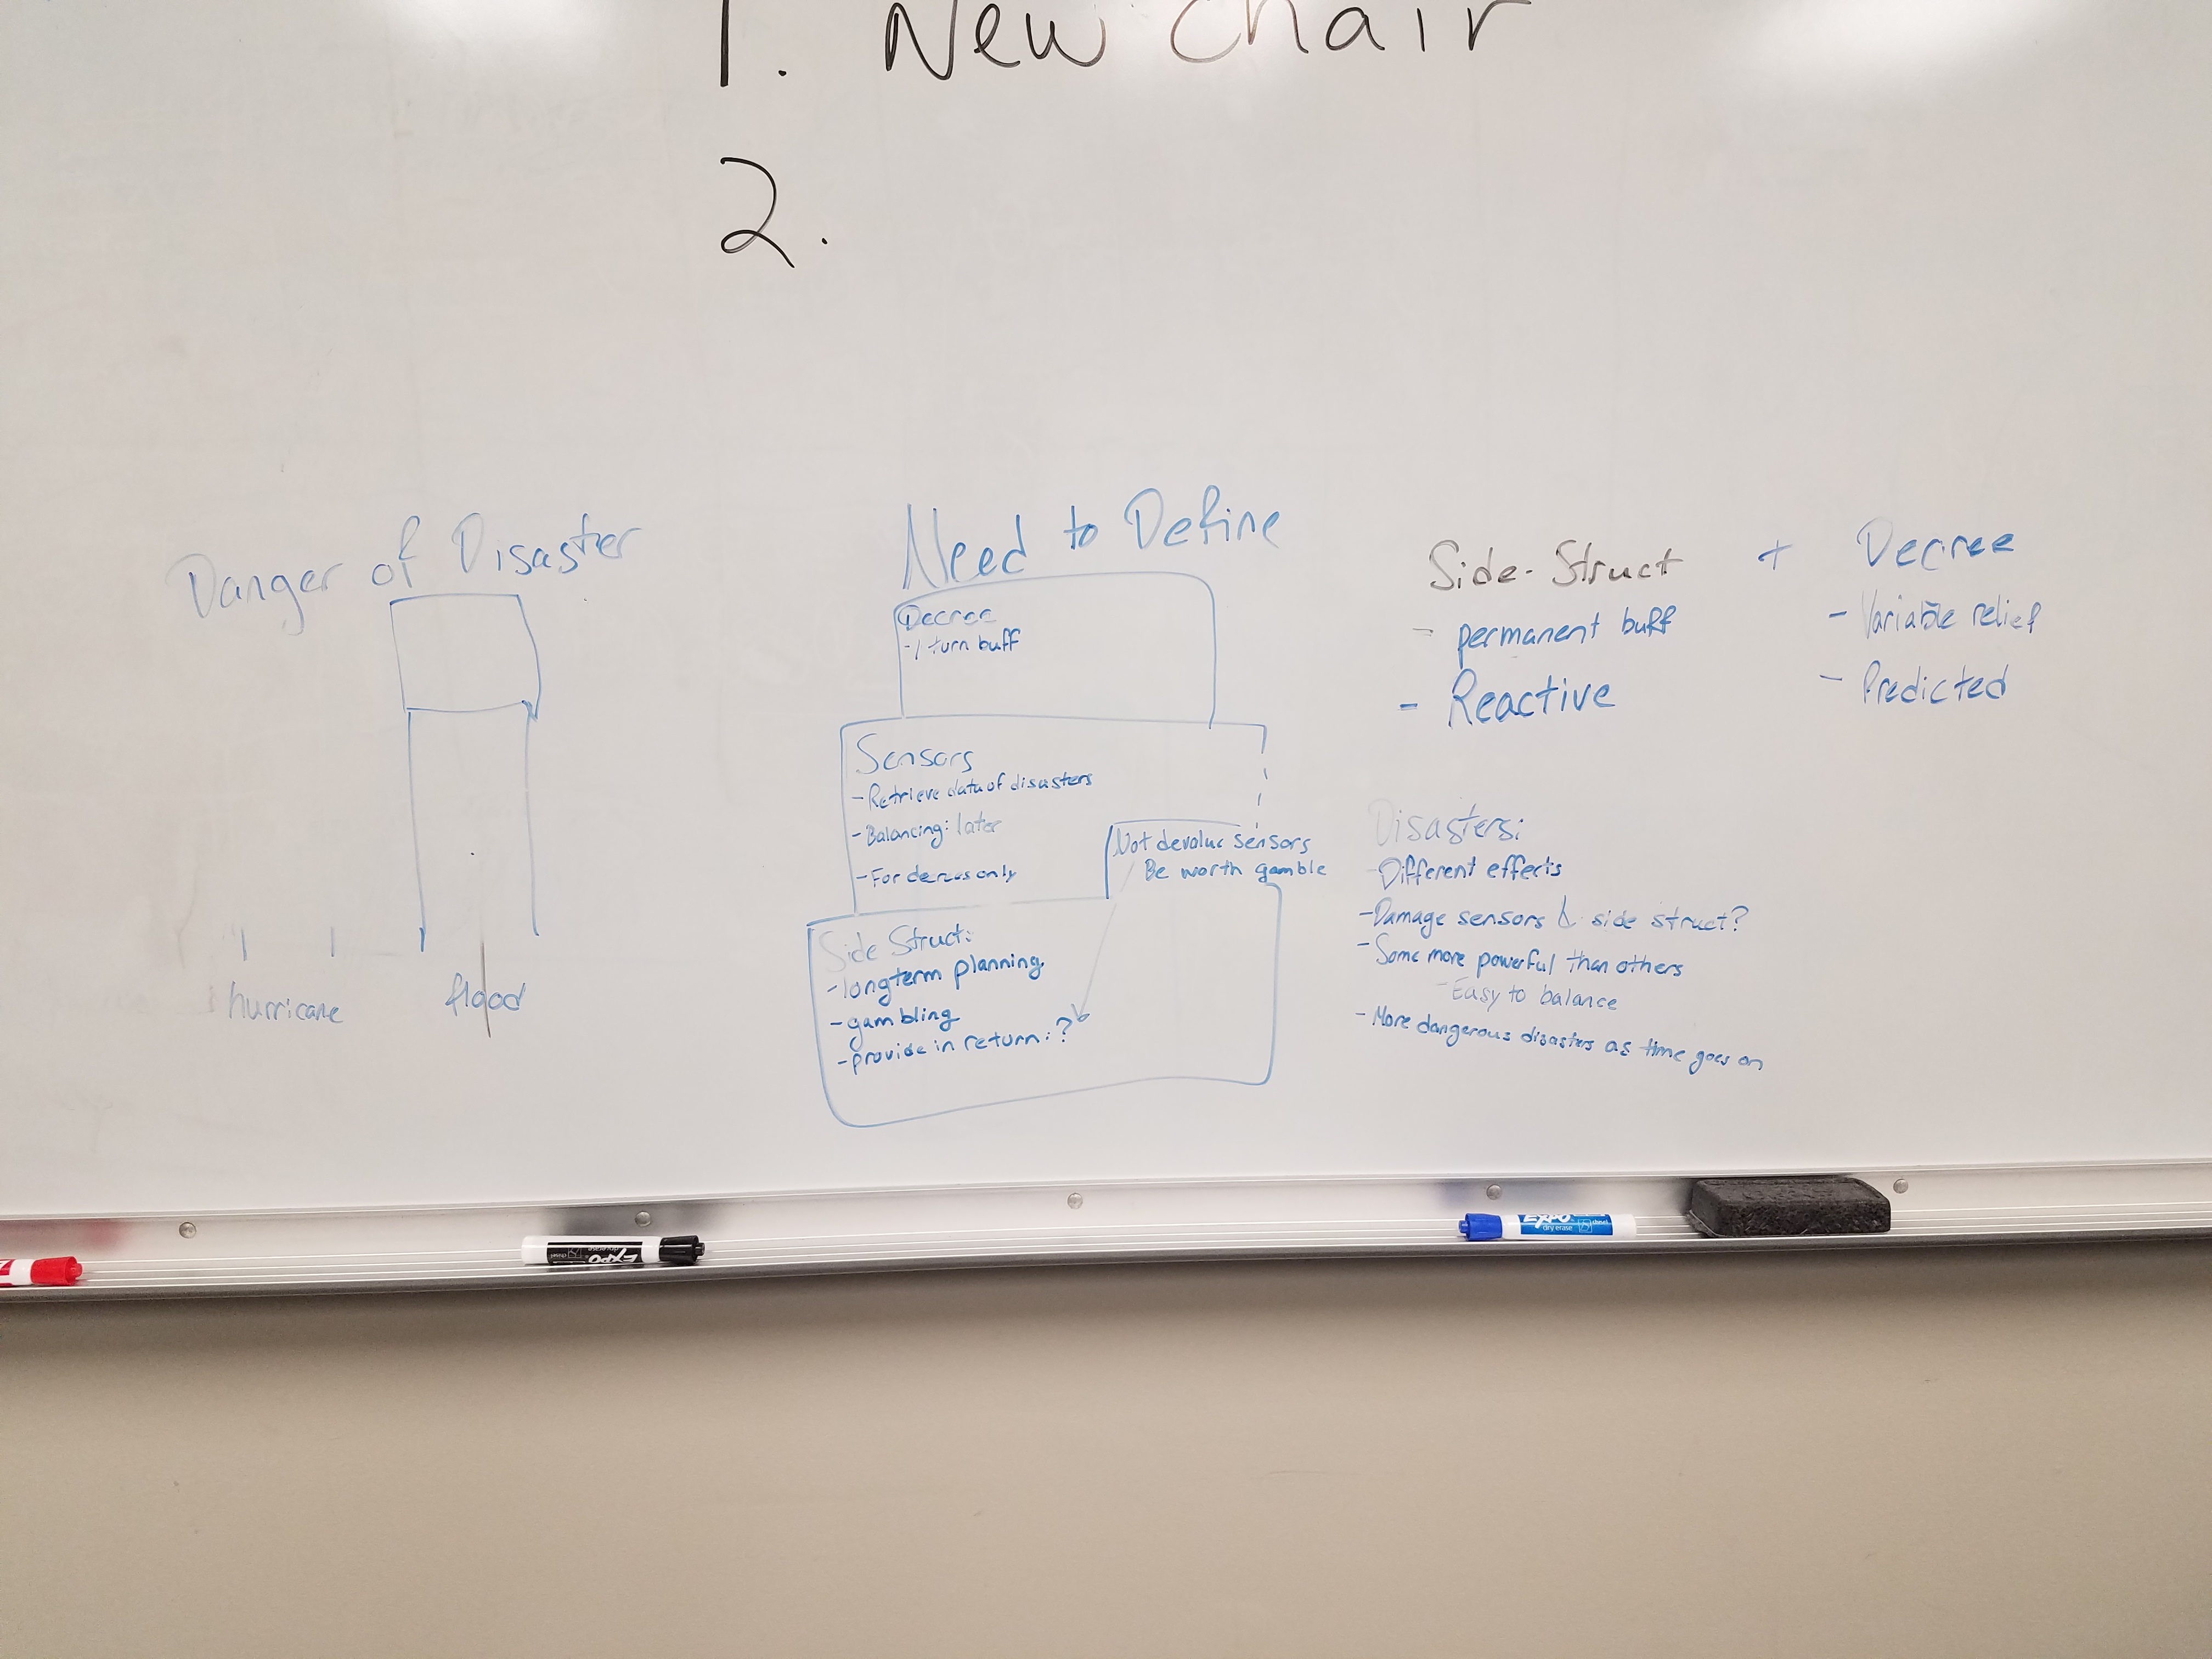 1. New Chair
2.
Danger of Disaster
hurricane
flood
Need to Define
Decree
- 1 turn buff
Sensors
- Retrieve data of disasters
- Balancing: later
- For decrees only
Not devalue sensors
Be worth gamble
Side Struct:
- longterm planning
- gambling
- provide in return: ?
Side-Struct + Decree
- permanent buff
- Reactive
- Variable relief
- Predicted
Disasters:
- Different effects
- Damage sensors & side struct?
- Some more powerful than others
- Easy to balance
- More dangerous disasters as time goes on
EXPO
EXPO
dry erase
chisel